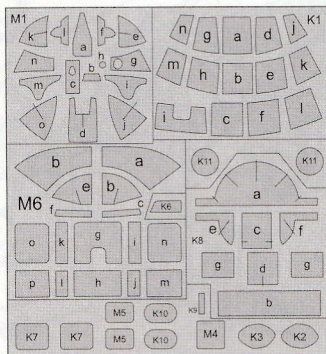 M1
k l a f e
n c b h g
m i
o d j
K1
n g a d j
m h b e k
i c f l
b a
e b
M6 f c K6
o k g i n
p l h j m
M5 K10
K7 K7 M5 K10
K11 K11
a
K8 e c f
g d g
b
K9
M4 K3 K2